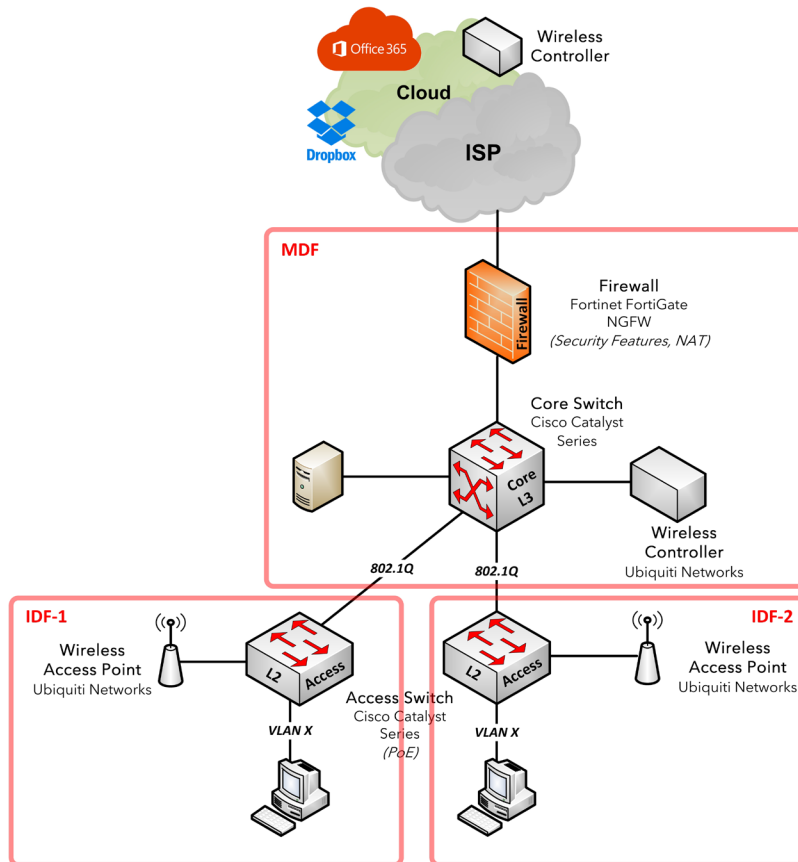 Office 365
Wireless
Controller
Cloud
Dropbox
ISP
MDF
Firewall
Firewall
Fortinet FortiGate
NGFW
(Security Features, NAT)
Core Switch
Cisco Catalyst
Series
Core
L3
Wireless
Controller
Ubiquiti Networks
802.1Q
802.1Q
IDF-1
Wireless
Access Point
Ubiquiti Networks
L2
Access
VLAN X
Access Switch
Cisco Catalyst
Series
(PoE)
IDF-2
L2
Access
Wireless
Access Point
Ubiquiti Networks
VLAN X